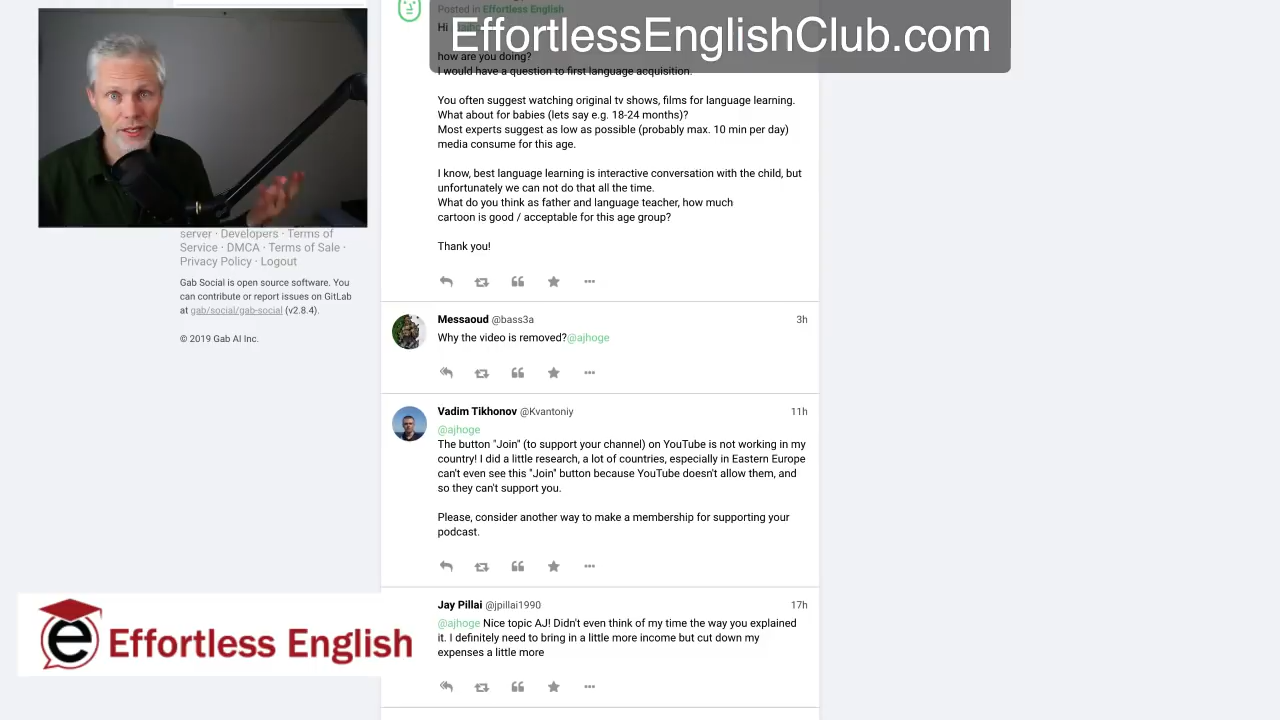 EffortlessEnglishClub.com
Posted in Effortless English
Hi
how are you doing?
I would have a question to first language acquisition.
You often suggest watching original tv shows, films for language learning.
What about for babies (lets say e.g. 18-24 months)?
Most experts suggest as low as possible (probably max. 10 min per day)
media consume for this age.
I know, best language learning is interactive conversation with the child, but
unfortunately we can not do that all the time.
What do you think as father and language teacher, how much
cartoon is good / acceptable for this age group?
Thank you!
server · Developers · Terms of
Service · DMCA · Terms of Sale ·
Privacy Policy · Logout
Gab Social is open source software. You
can contribute or report issues on GitLab
at gab/social/gab-social (v2.8.4).
© 2019 Gab AI Inc.
Messaoud @bass3a 3h
Why the video is removed?@ajhoge
Vadim Tikhonov @Kvantoniy 11h
@ajhoge
The button "Join" (to support your channel) on YouTube is not working in my
country! I did a little research, a lot of countries, especially in Eastern Europe
can't even see this "Join" button because YouTube doesn't allow them, and
so they can't support you.
Please, consider another way to make a membership for supporting your
podcast.
Jay Pillai @jpillai1990 17h
@ajhoge Nice topic AJ! Didn't even think of my time the way you explained
it. I definitely need to bring in a little more income but cut down my
expenses a little more
e Effortless English